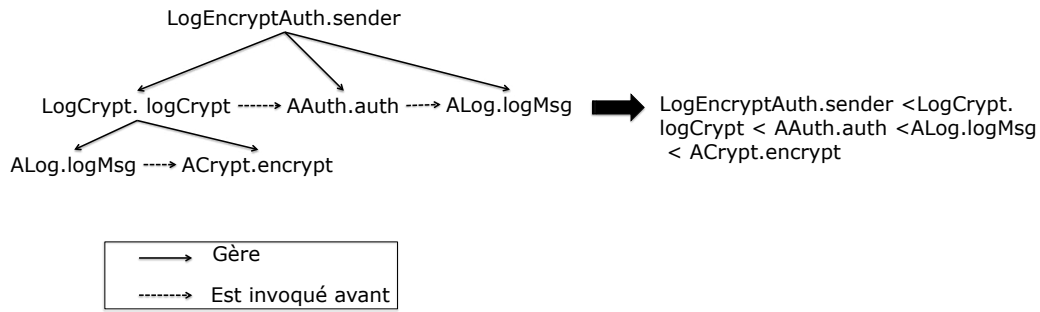 LogEncryptAuth.sender
LogCrypt. logCrypt AAuth.auth ALog.logMsg
ALog.logMsg ACrypt.encrypt
LogEncryptAuth.sender <LogCrypt.
logCrypt < AAuth.auth <ALog.logMsg
< ACrypt.encrypt
Gère
Est invoqué avant